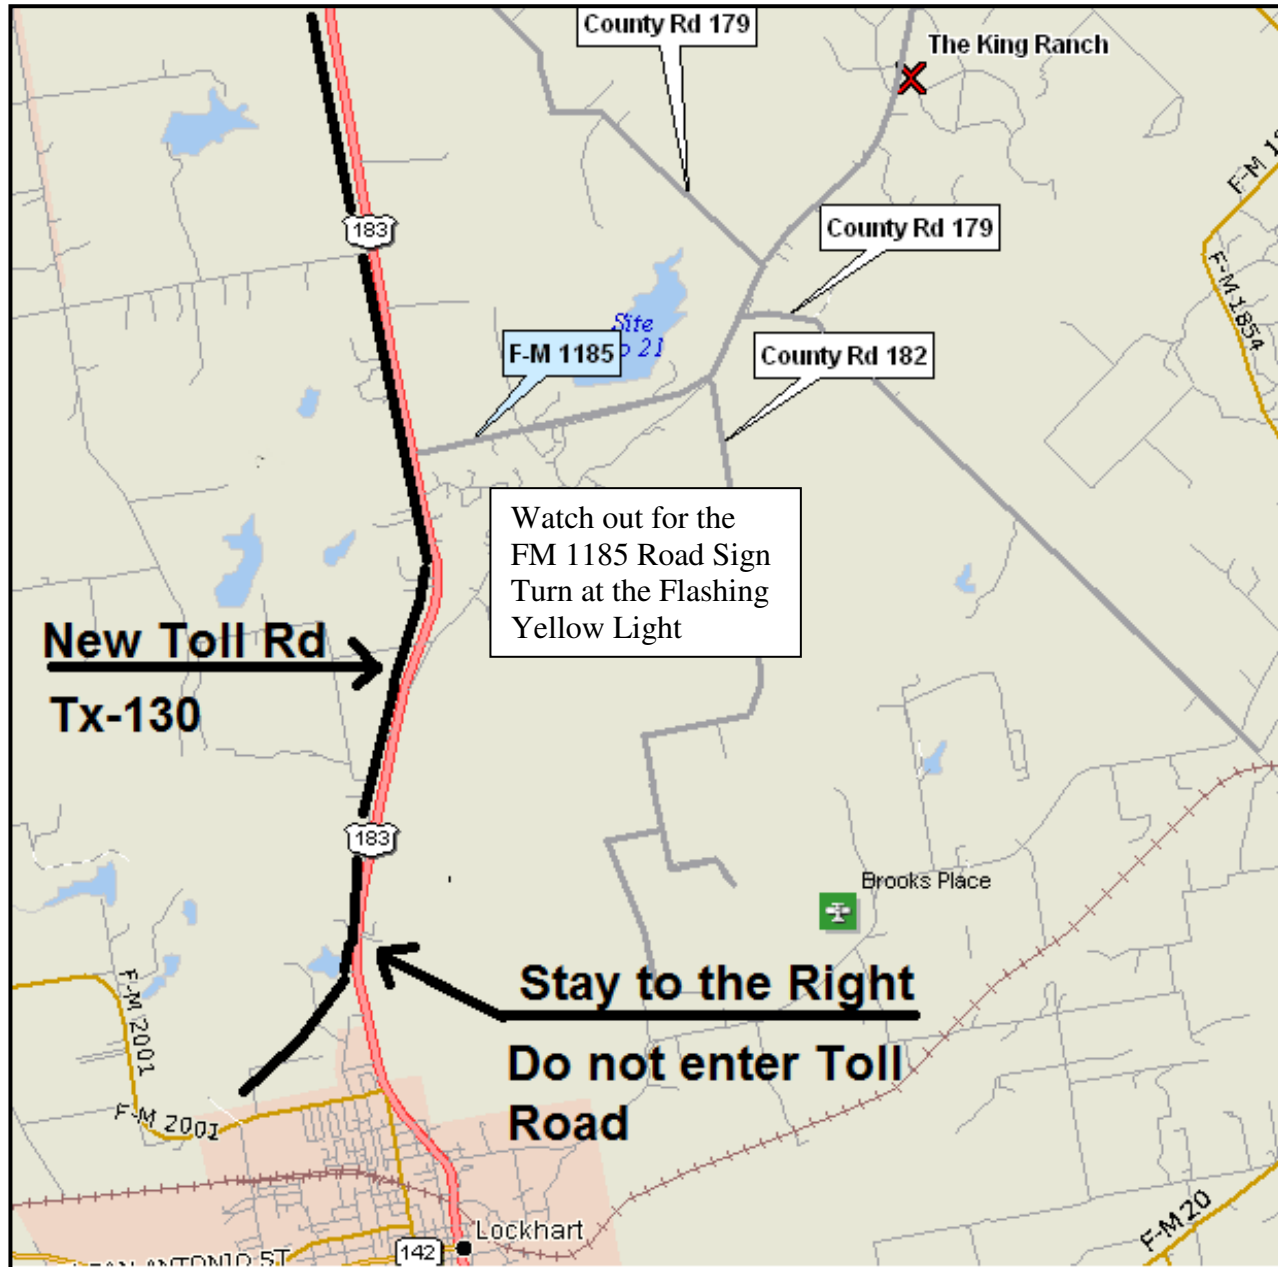 County Rd 179
The King Ranch
F-M
183
County Rd 179
F-M 1854
Site
21
F-M 1185
County Rd 182
Watch out for the
FM 1185 Road Sign
Turn at the Flashing
Yellow Light
New Toll Rd
Tx-130
183
Brooks Place
Stay to the Right
F-M 2001
Do not enter Toll
Road
F-M 2001
F-M 20
Lockhart
142
SAN ANTONIO ST